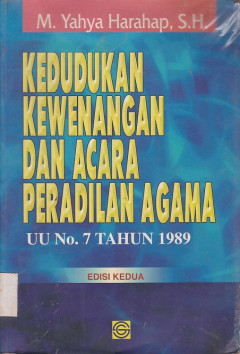 M. Yahya Harahap, S.H.
KEDUDUKAN
KEWENANGAN
DAN ACARA
PERADILAN AGAMA
UU No. 7 TAHUN 1989
EDISI KEDUA